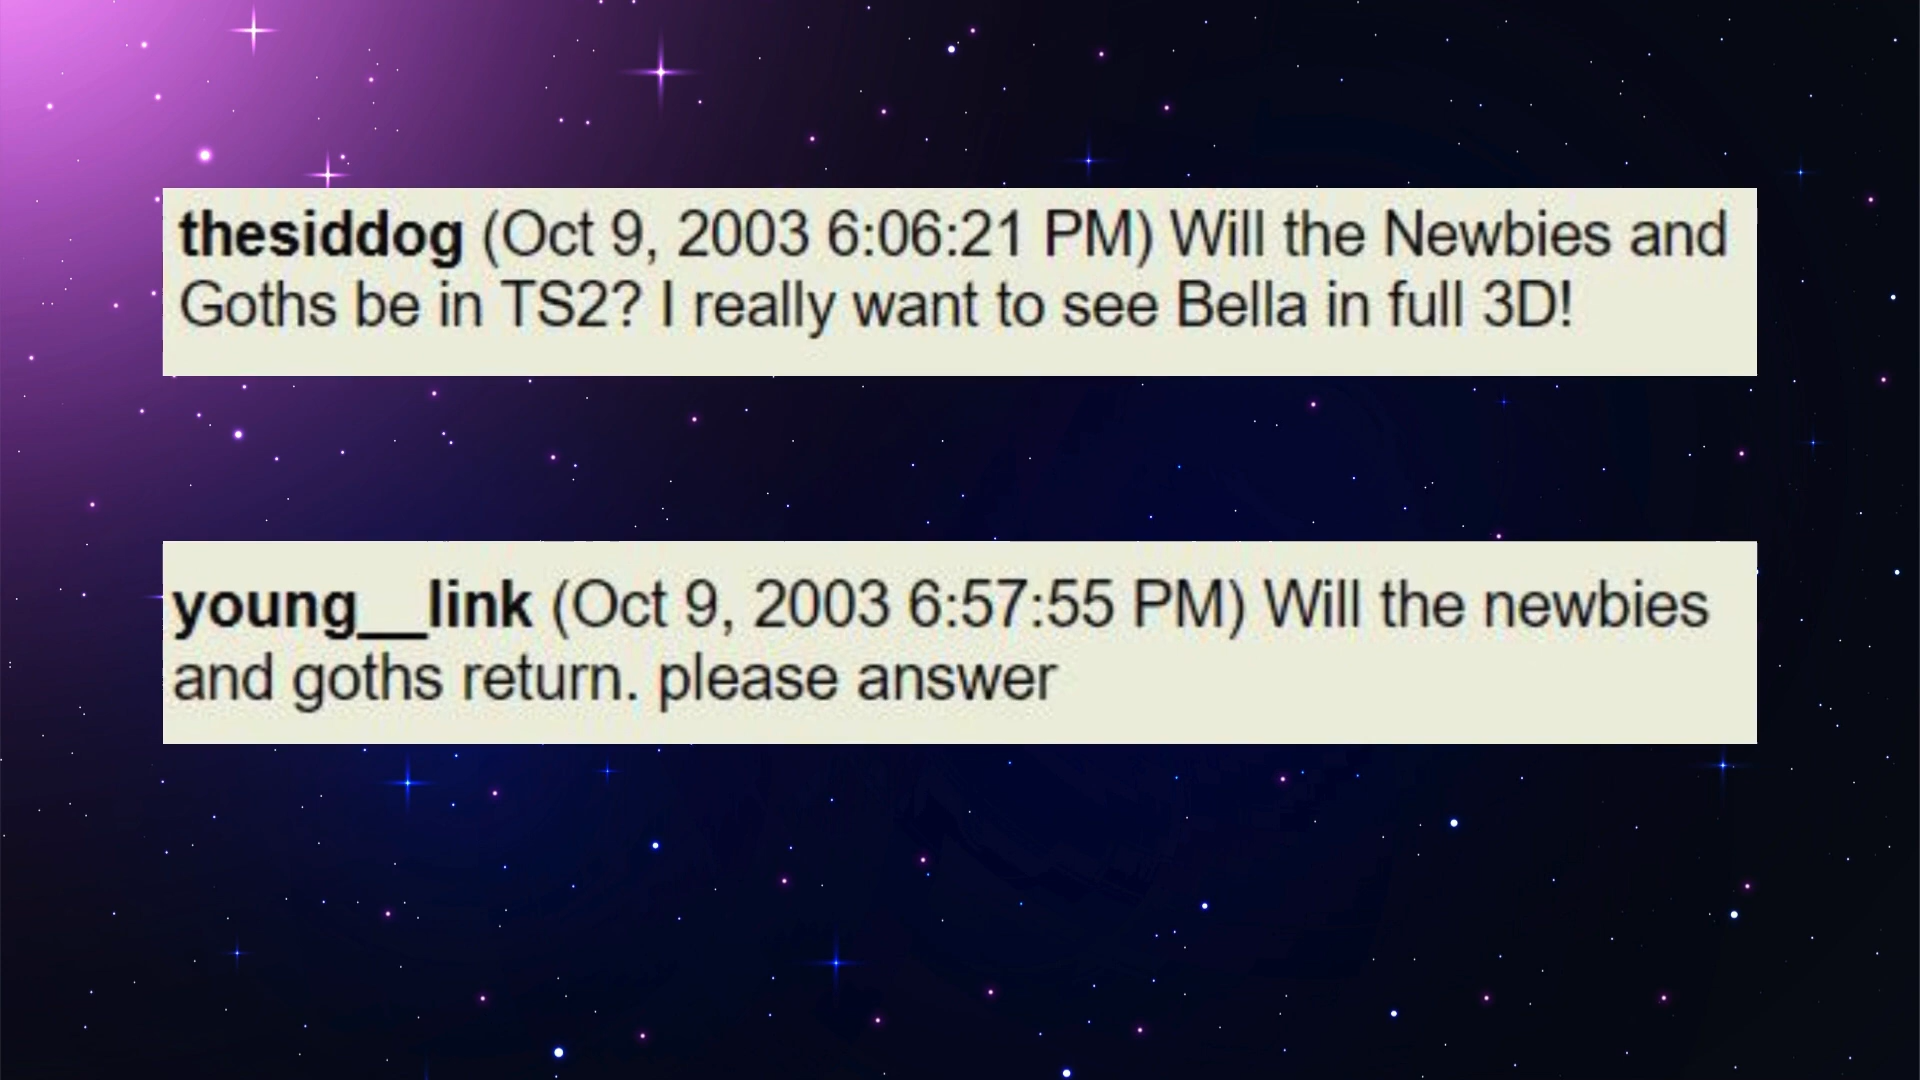 thesiddog (Oct 9, 2003 6:06:21 PM) Will the Newbies and
Goths be in TS2? I really want to see Bella in full 3D!
young__link (Oct 9, 2003 6:57:55 PM) Will the newbies
and goths return. please answer